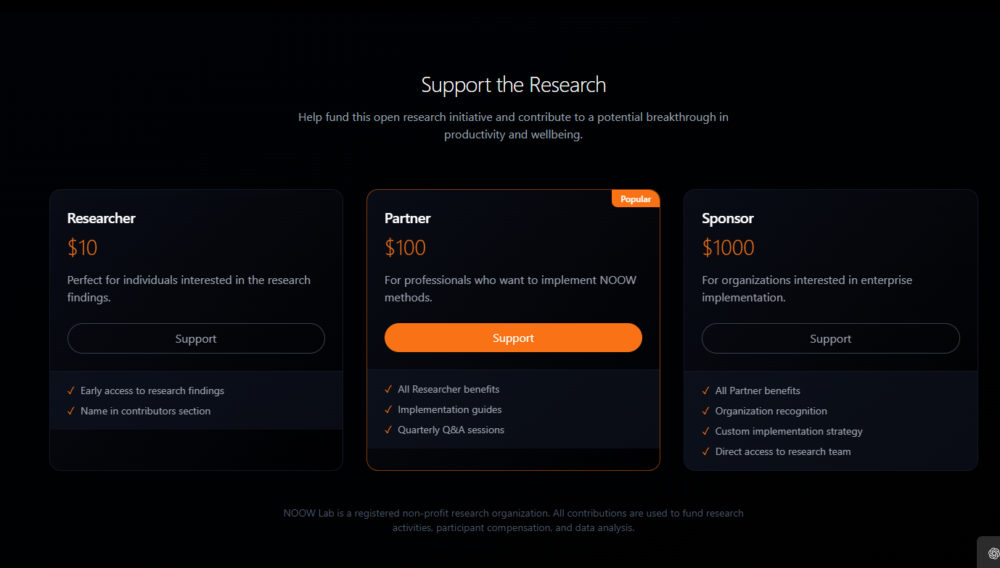 Support the Research
Help fund this open research initiative and contribute to a potential breakthrough in
productivity and wellbeing.
Researcher
$10
Perfect for individuals interested in the research
findings.
Support
✓ Early access to research findings
✓ Name in contributors section
Popular
Partner
$100
For professionals who want to implement NOOW
methods.
Support
✓ All Researcher benefits
✓ Implementation guides
✓ Quarterly Q&A sessions
Sponsor
$1000
For organizations interested in enterprise
implementation.
Support
✓ All Partner benefits
✓ Organization recognition
✓ Custom implementation strategy
✓ Direct access to research team
NOOW Lab is a registered non-profit research organization. All contributions are used to fund research
activities, participant compensation, and data analysis.